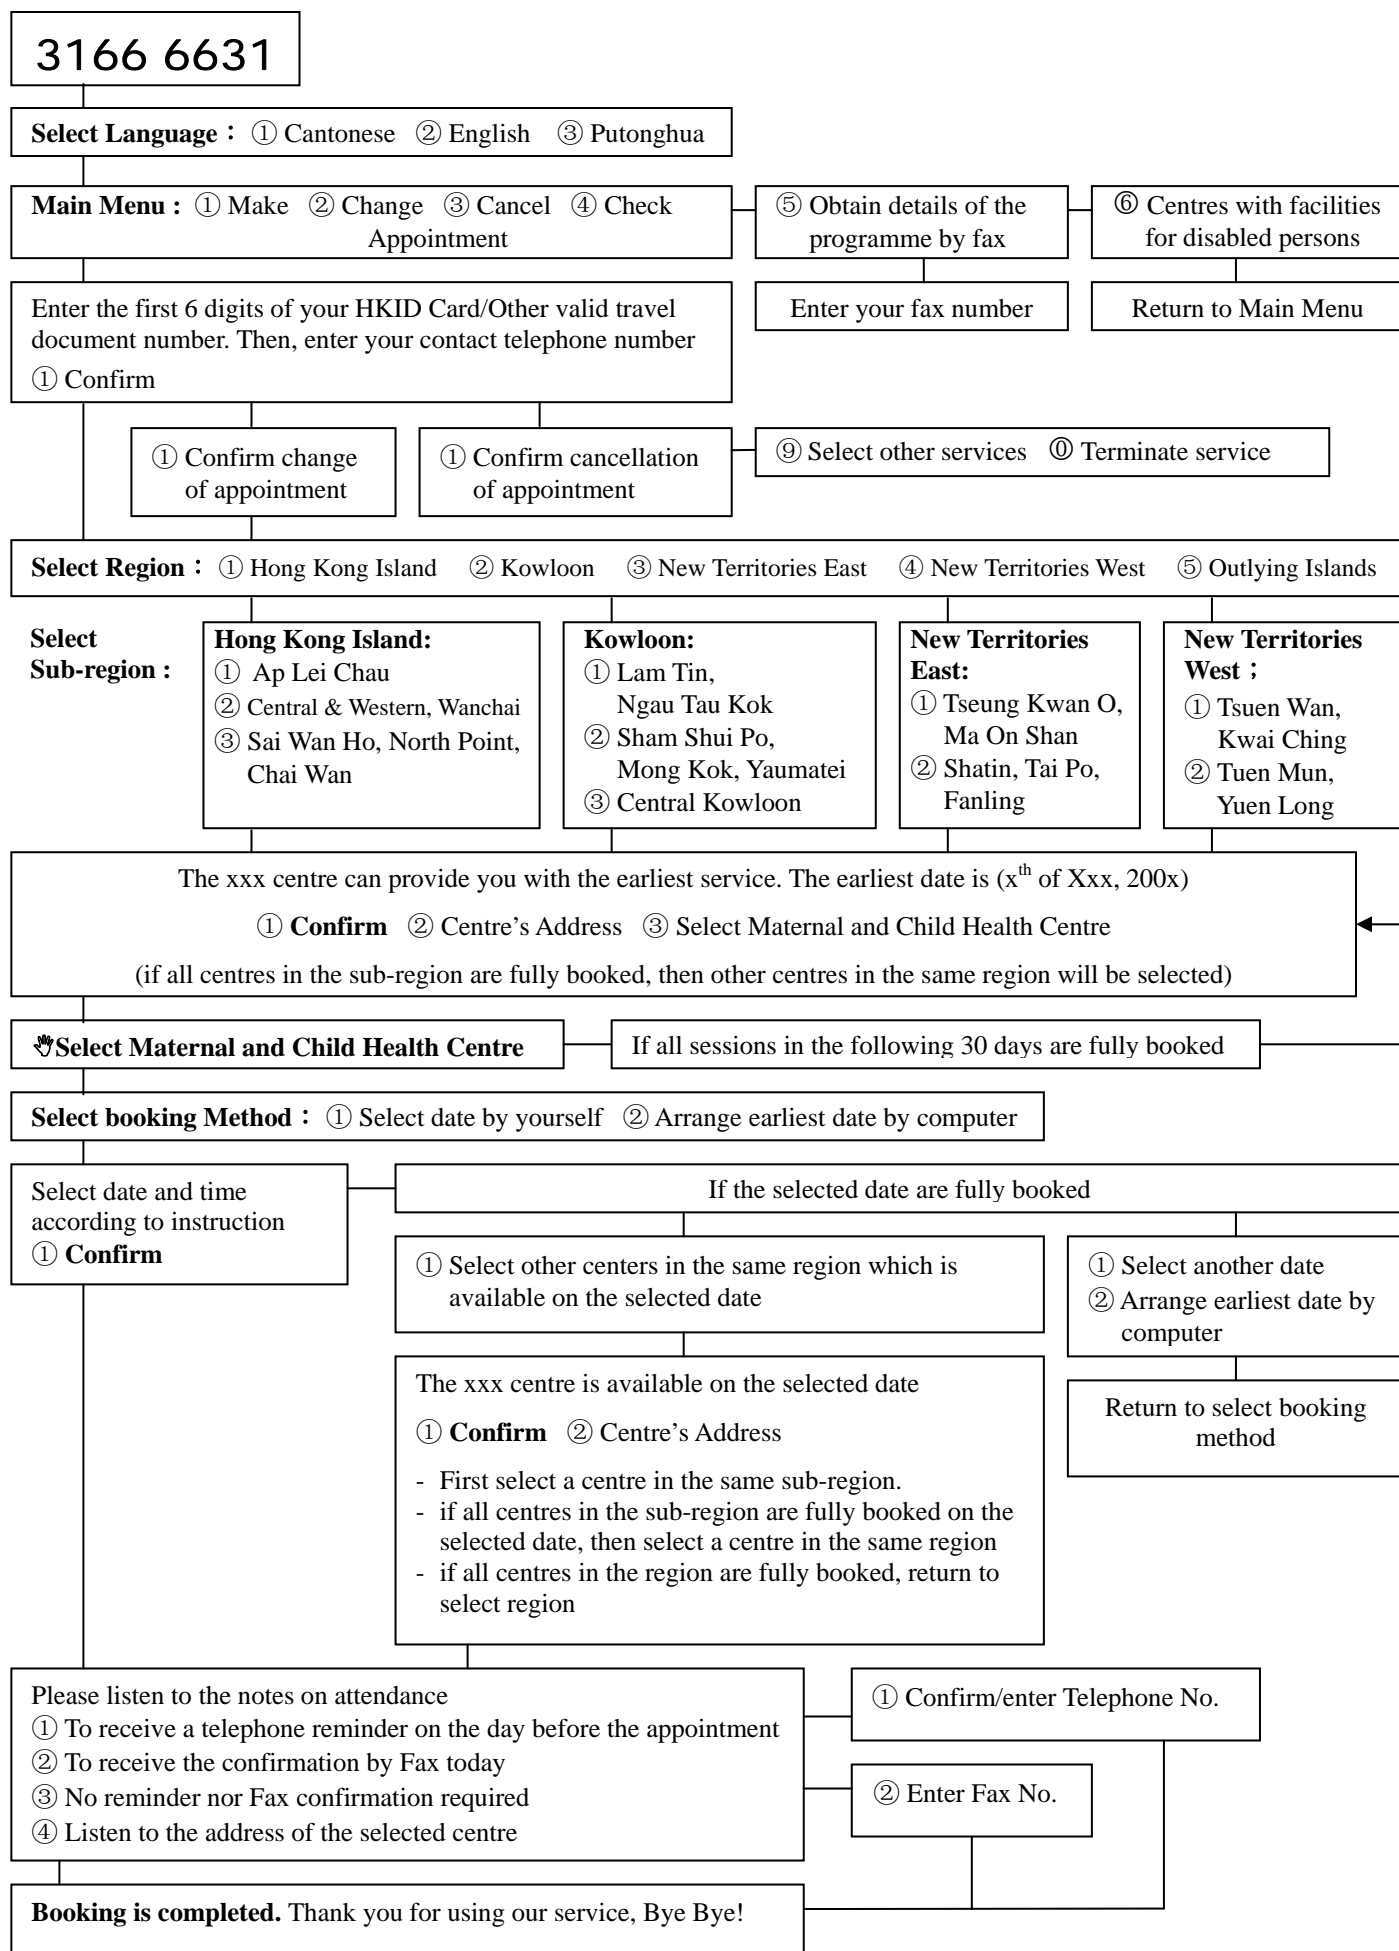 3166 6631
Select Language：① Cantonese ② English ③ Putonghua
Main Menu : ① Make ② Change ③ Cancel ④ Check
Appointment
⑤ Obtain details of the
programme by fax
⑥ Centres with facilities
for disabled persons
Enter the first 6 digits of your HKID Card/Other valid travel
document number. Then, enter your contact telephone number
① Confirm
Enter your fax number
Return to Main Menu
① Confirm change
of appointment
① Confirm cancellation
of appointment
⑨ Select other services ⓪ Terminate service
Select Region：① Hong Kong Island ② Kowloon ③ New Territories East ④ New Territories West ⑤ Outlying Islands
Select
Sub-region :
Hong Kong Island:
① Ap Lei Chau
② Central & Western, Wanchai
③ Sai Wan Ho, North Point,
Chai Wan
Kowloon:
① Lam Tin,
Ngau Tau Kok
② Sham Shui Po,
Mong Kok, Yaumatei
③ Central Kowloon
New Territories
East:
① Tseung Kwan O,
Ma On Shan
② Shatin, Tai Po,
Fanling
New Territories
West；
① Tsuen Wan,
Kwai Ching
② Tuen Mun,
Yuen Long
The xxx centre can provide you with the earliest service. The earliest date is (xth of Xxx, 200x)
① Confirm ② Centre's Address ③ Select Maternal and Child Health Centre
(if all centres in the sub-region are fully booked, then other centres in the same region will be selected)
Select Maternal and Child Health Centre
If all sessions in the following 30 days are fully booked
Select booking Method：① Select date by yourself ② Arrange earliest date by computer
Select date and time
according to instruction
① Confirm
If the selected date are fully booked
① Select other centers in the same region which is
available on the selected date
① Select another date
② Arrange earliest date by
computer
The xxx centre is available on the selected date
① Confirm ② Centre's Address
- First select a centre in the same sub-region.
- if all centres in the sub-region are fully booked on the
selected date, then select a centre in the same region
- if all centres in the region are fully booked, return to
select region
Return to select booking
method
Please listen to the notes on attendance
① To receive a telephone reminder on the day before the appointment
② To receive the confirmation by Fax today
③ No reminder nor Fax confirmation required
④ Listen to the address of the selected centre
① Confirm/enter Telephone No.
② Enter Fax No.
Booking is completed. Thank you for using our service, Bye Bye!